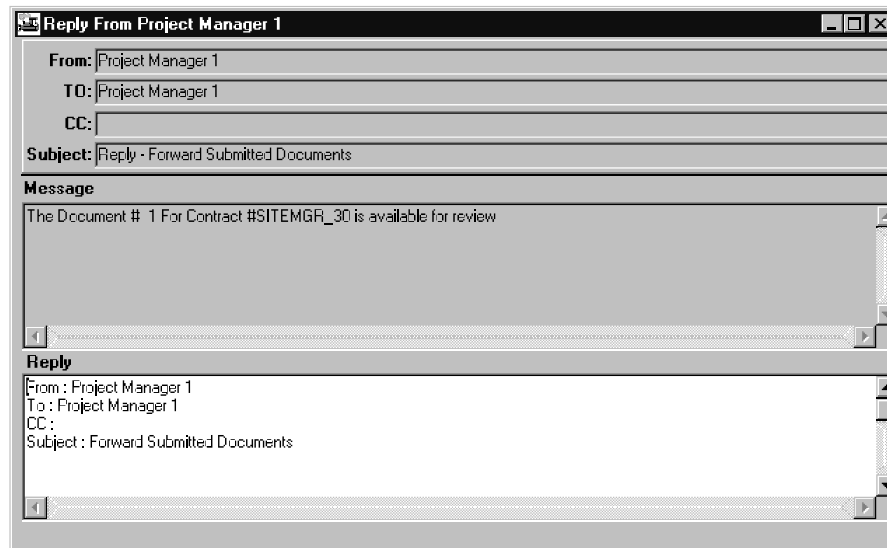 Reply From Project Manager 1
From: Project Manager 1
TO: Project Manager 1
CC:
Subject: Reply - Forward Submitted Documents
Message
The Document # 1 For Contract #SITEMGR_30 is available for review
Reply
From : Project Manager 1
To : Project Manager 1
CC :
Subject : Forward Submitted Documents